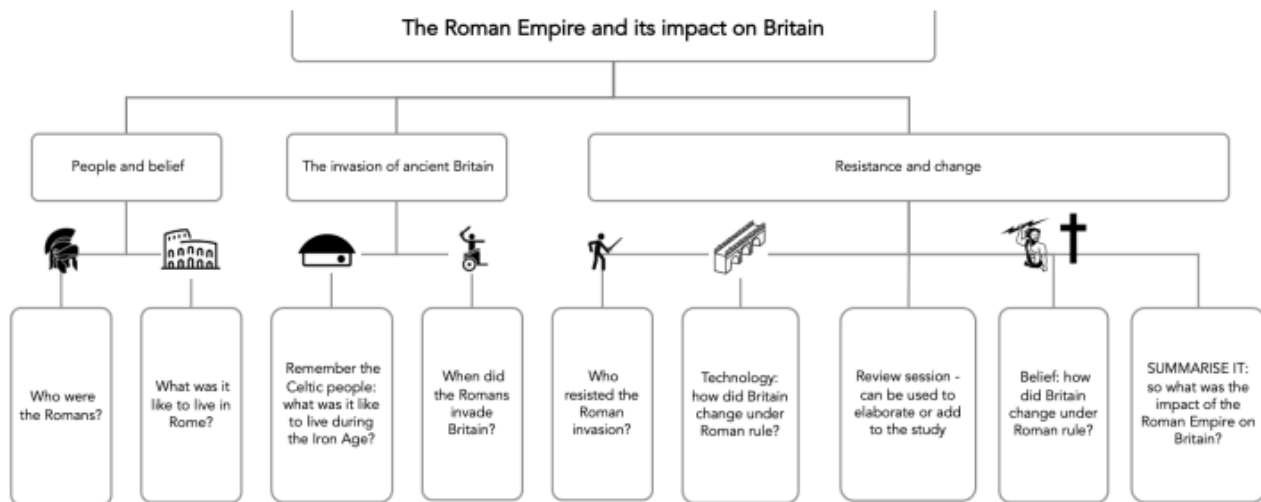 The Roman Empire and its impact on Britain
People and belief
The invasion of ancient Britain
Resistance and change
Who were
the Romans?
What was it
like to live in
Rome?
Remember the
Celtic people:
what was it like
to live during
the Iron Age?
When did
the Romans
invade
Britain?
Who
resisted the
Roman
invasion?
Technology:
how did Britain
change under
Roman rule?
Review session -
can be used to
elaborate or add
to the study
Belief: how
did Britain
change under
Roman rule?
SUMMARISE IT:
so what was the
impact of the
Roman Empire on
Britain?